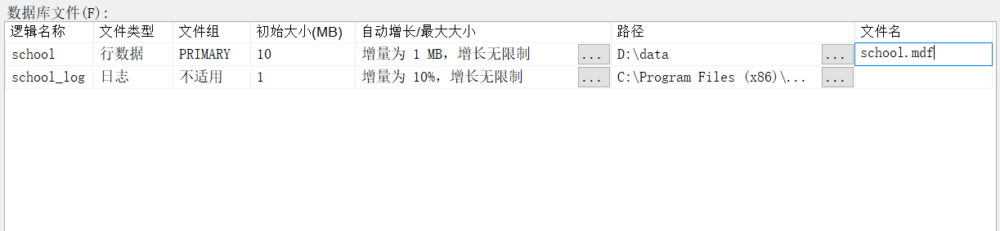 数据库文件(F):
逻辑名称 文件类型 文件组 初始大小(MB) 自动增长/最大大小 路径 文件名
school 行数据 PRIMARY 10 增量为 1 MB，增长无限制 ... D:\data ... school.mdf
school_log 日志 不适用 1 增量为 10%，增长无限制 ... C:\Program Files (x86)\... ...